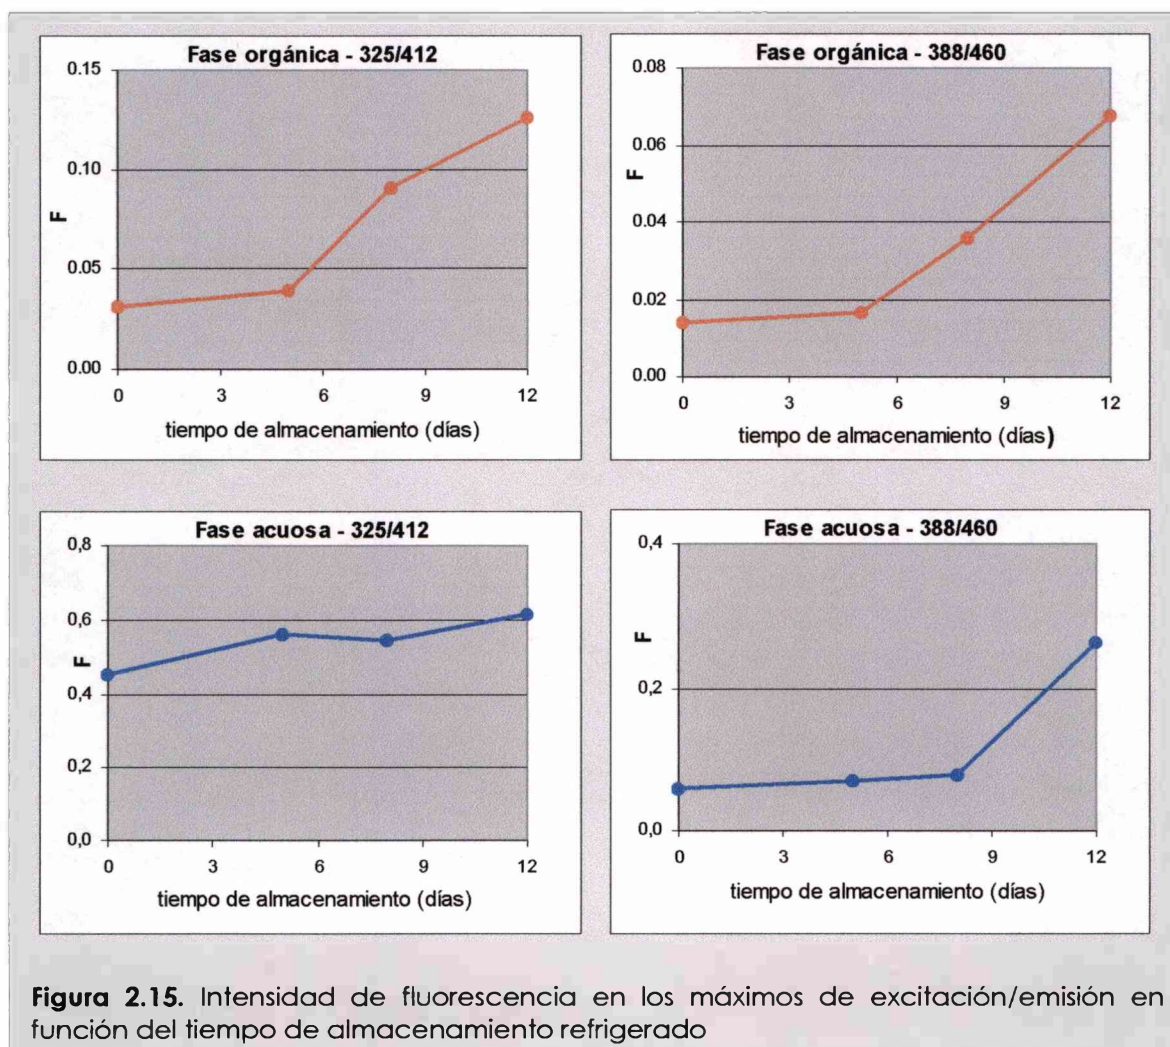 Fase orgánica - 325/412
0.15
0.10
0.05
0.00
F
0 3 6 9 12
tiempo de almacenamiento (días)
Fase orgánica - 388/460
0.08
0.06
0.04
0.02
0.00
F
0 3 6 9 12
tiempo de almacenamiento (días)
Fase acuosa - 325/412
0,8
0,6
0,4
0,2
0,0
F
0 3 6 9 12
tiempo de almacenamiento (días)
Fase acuosa - 388/460
0,4
0,2
0,0
F
0 3 6 9 12
tiempo de almacenamiento (días)
Figura 2.15. Intensidad de fluorescencia en los máximos de excitación/emisión en
función del tiempo de almacenamiento refrigerado